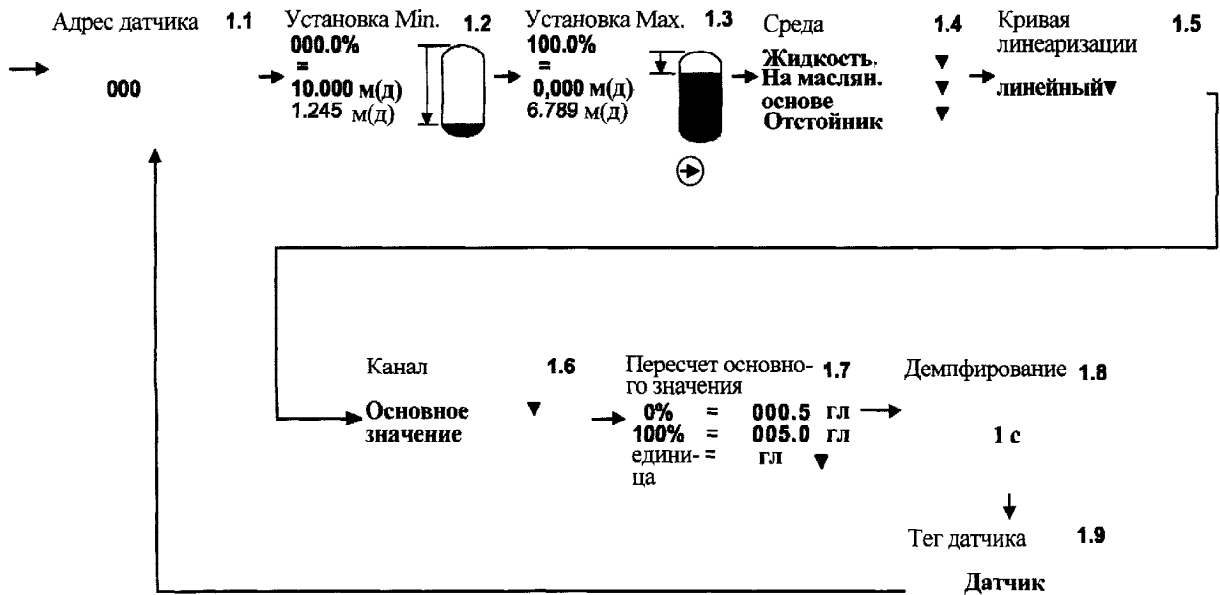 Адрес датчика 1.1
000
Установка Min. 1.2
000.0%
=
10.000 м(д)
1.245 м(д)
Установка Max. 1.3
100.0%
=
0,000 м(д)
6.789 м(д)
Среда 1.4
Жидкость.
На маслян.
основе
Отстойник
Кривая 1.5
линеаризации
линейный
Канал 1.6
Основное
значение
Пересчет основно- 1.7
го значения
0% = 000.5 гл
100% = 005.0 гл
едини- = гл
ца
Демпфирование 1.8
1 с
Тег датчика 1.9
Датчик